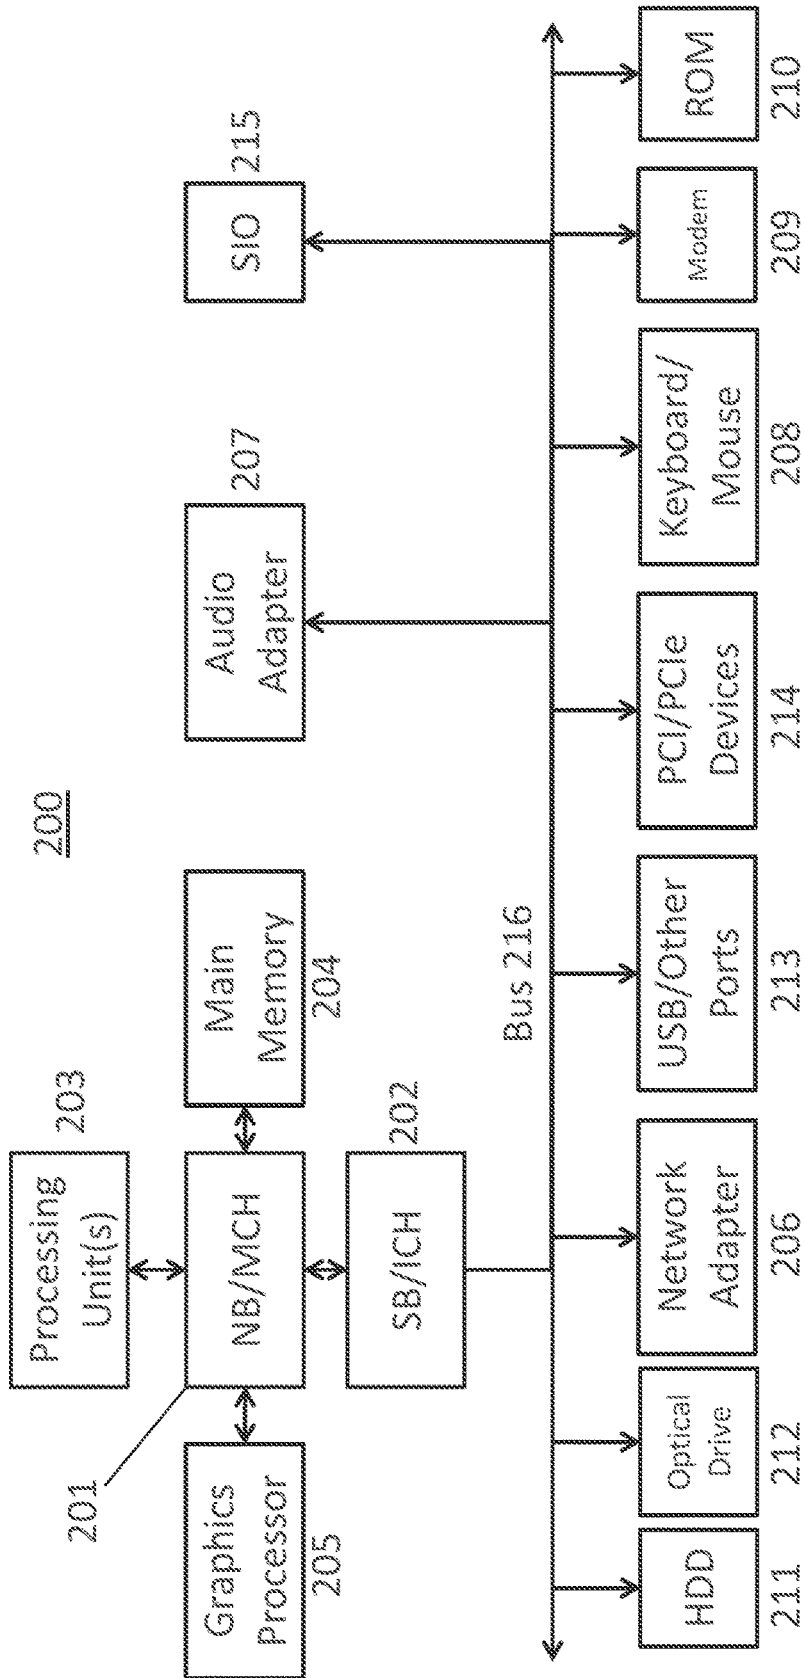 200
201
Processing
Unit(s)
203
Graphics
Processor
205
NB/MCH
Main
Memory
204
SB/ICH
202
Audio
Adapter
207
SIO
215
Bus 216
HDD
211
Optical
Drive
212
Network
Adapter
206
USB/Other
Ports
213
PCI/PCIe
Devices
214
Keyboard/
Mouse
208
Modem
209
ROM
210